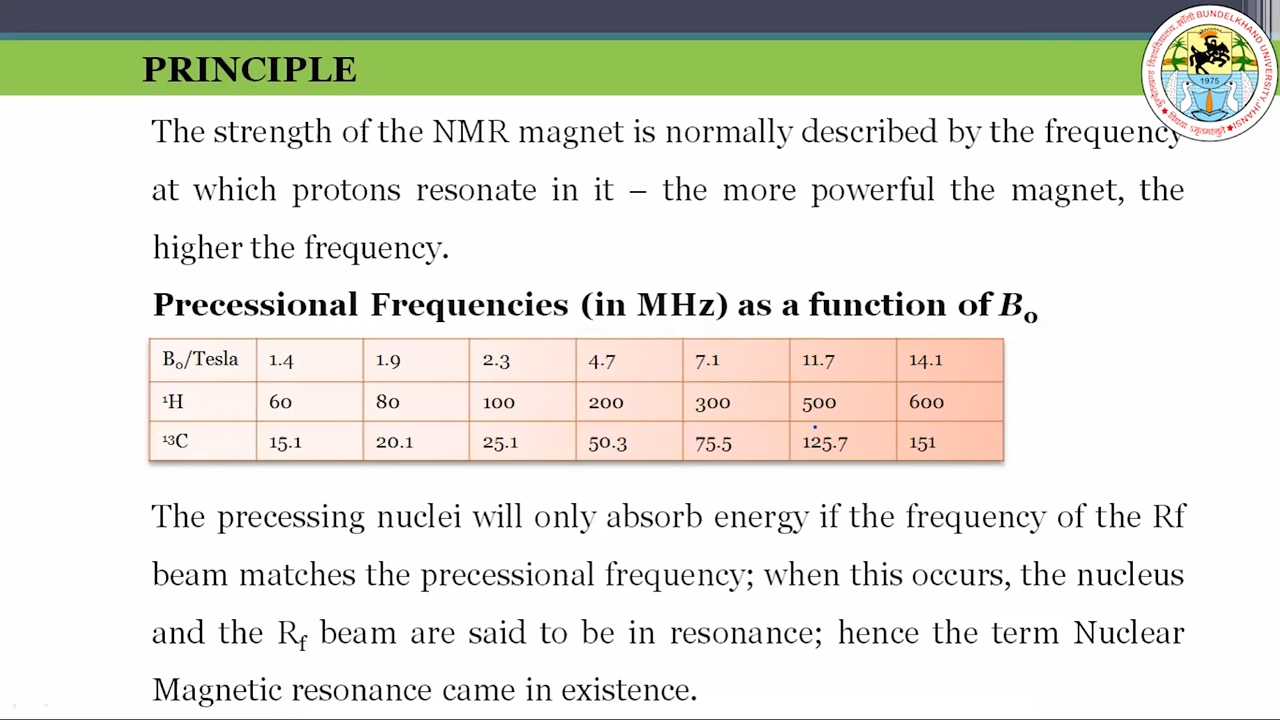 PRINCIPLE
BUNDELKHAND UNIVERSITY, JHANSI
बुन्देलखण्ड विश्वविद्यालय, झाँसी
1975
The strength of the NMR magnet is normally described by the frequency
at which protons resonate in it – the more powerful the magnet, the
higher the frequency.
Precessional Frequencies (in MHz) as a function of Bo
Bo/Tesla 1.4 1.9 2.3 4.7 7.1 11.7 14.1
¹H 60 80 100 200 300 500 600
¹³C 15.1 20.1 25.1 50.3 75.5 125.7 151
The precessing nuclei will only absorb energy if the frequency of the Rf
beam matches the precessional frequency; when this occurs, the nucleus
and the Rf beam are said to be in resonance; hence the term Nuclear
Magnetic resonance came in existence.